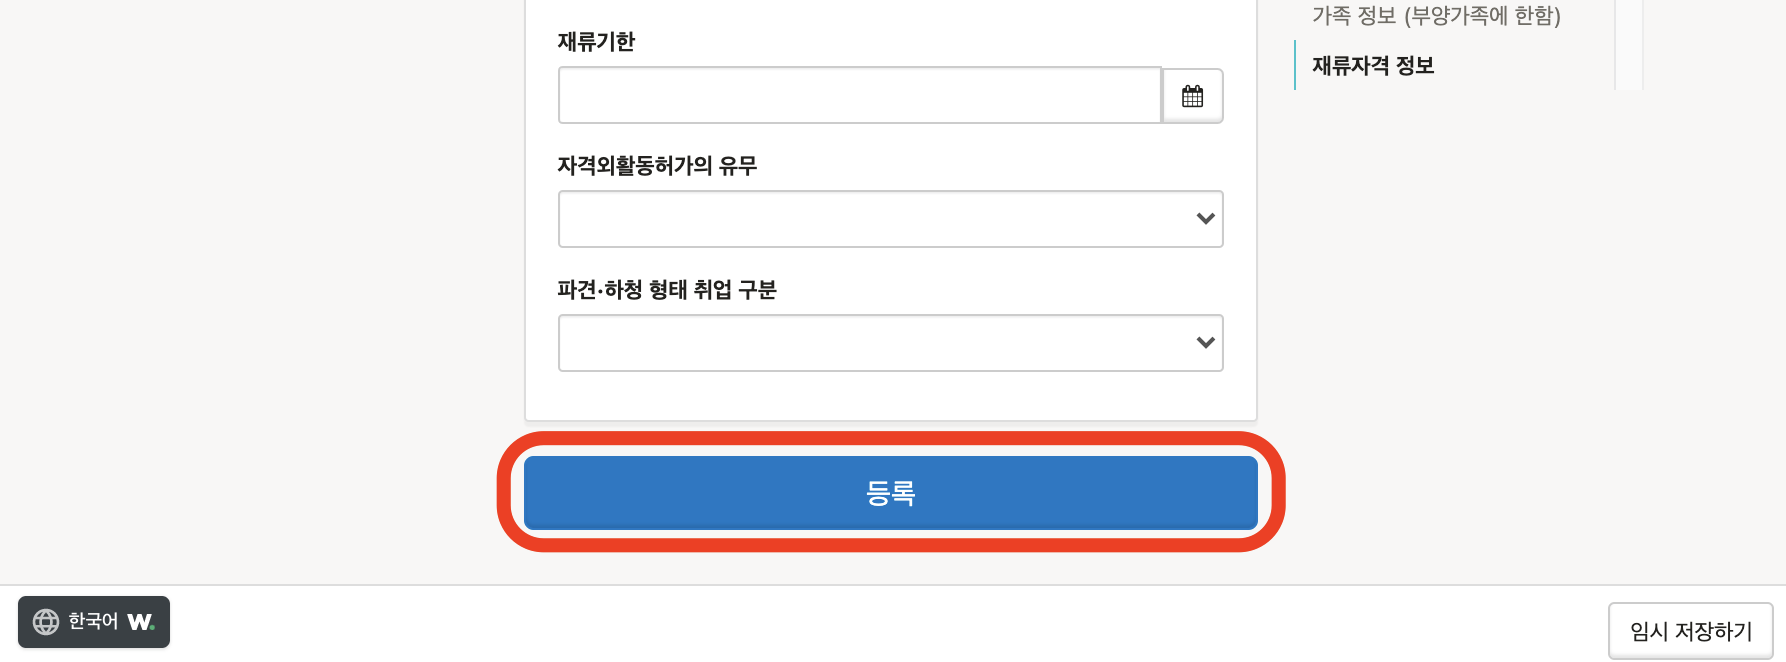 가족 정보 (부양가족에 한함)
재류기한
재류자격 정보
자격외활동허가의 유무
파견·하청 형태 취업 구분
등록
한국어 W.
임시 저장하기